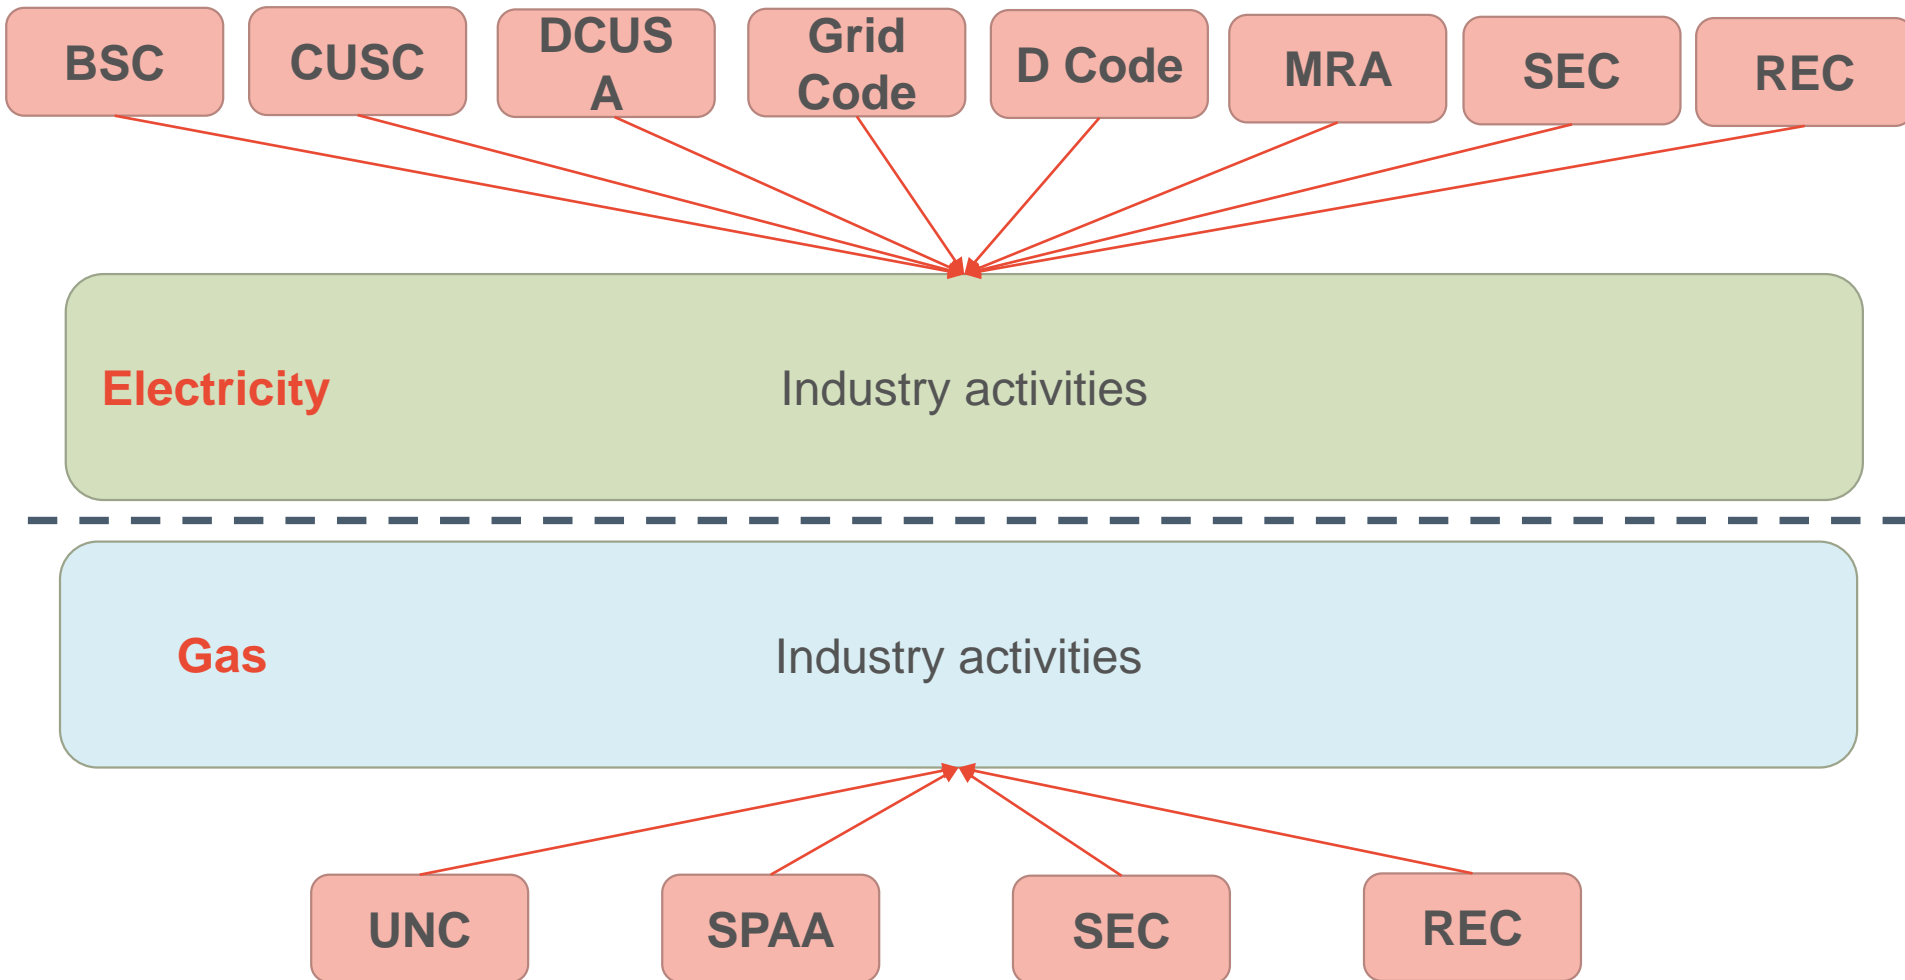 BSC
CUSC
DCUS
A
Grid
Code
D Code
MRA
SEC
REC
Electricity
Industry activities
Gas
Industry activities
UNC
SPAA
SEC
REC